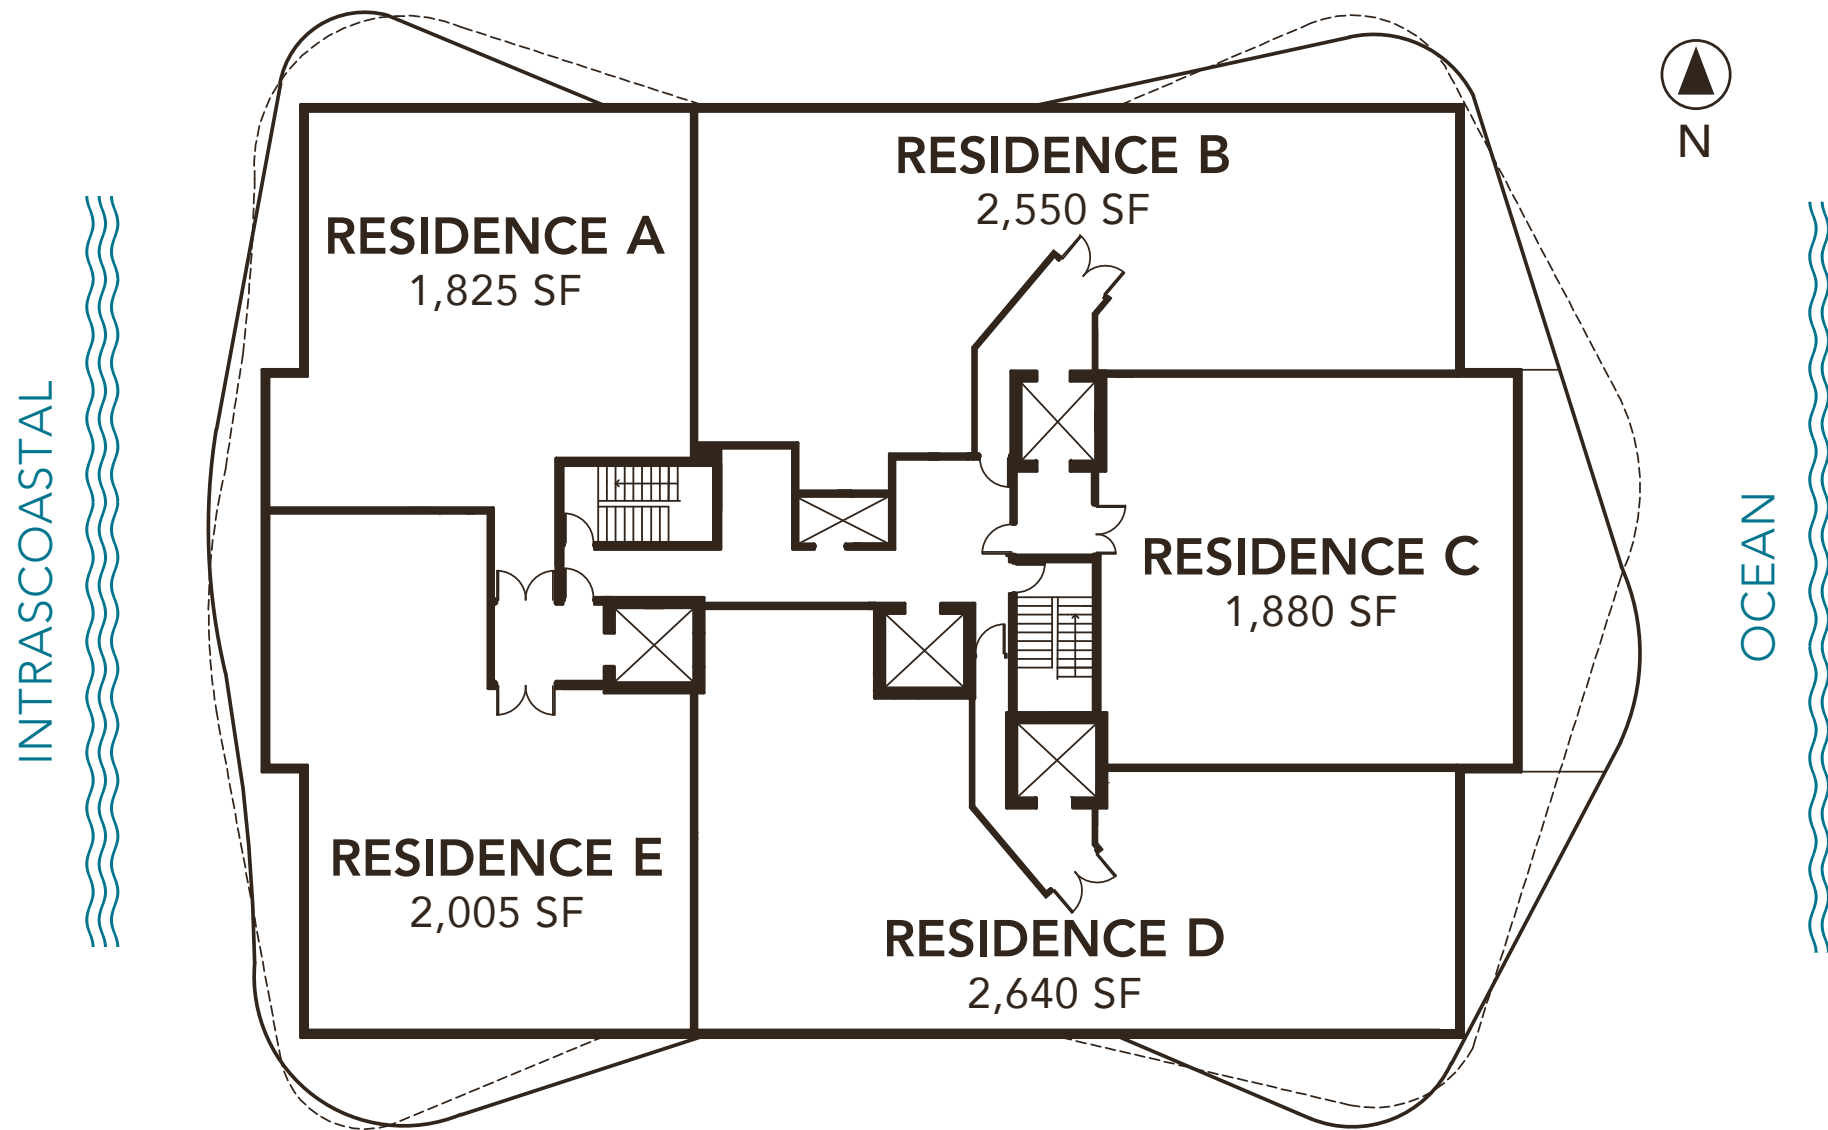 N
RESIDENCE B
2,550 SF
RESIDENCE A
1,825 SF
INTRASCOASTAL
OCEAN
RESIDENCE C
1,880 SF
RESIDENCE E
2,005 SF
RESIDENCE D
2,640 SF